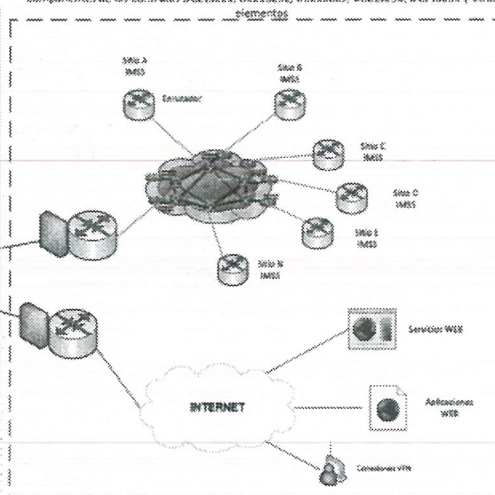 elementos
Sitio A
IMSS
Enrutador
Sitio B
IMSS
Sitio C
IMSS
Sitio D
IMSS
Sitio E
IMSS
Sitio N
IMSS
Servicios WEB
INTERNET
Aplicaciones
WEB
Conexiones VPN